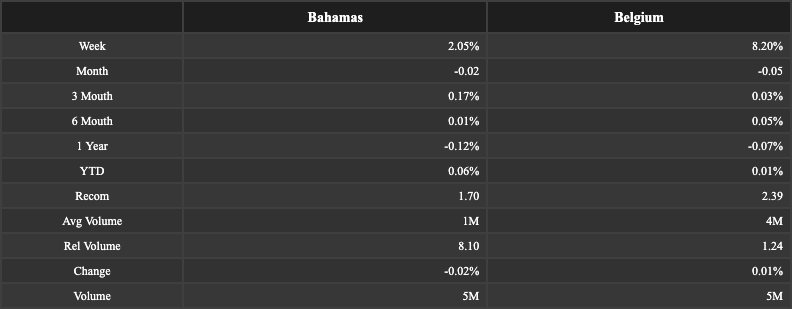 Bahamas Belgium
Week 2.05% 8.20%
Month -0.02 -0.05
3 Mouth 0.17% 0.03%
6 Mouth 0.01% 0.05%
1 Year -0.12% -0.07%
YTD 0.06% 0.01%
Recom 1.70 2.39
Avg Volume 1M 4M
Rel Volume 8.10 1.24
Change -0.02% 0.01%
Volume 5M 5M